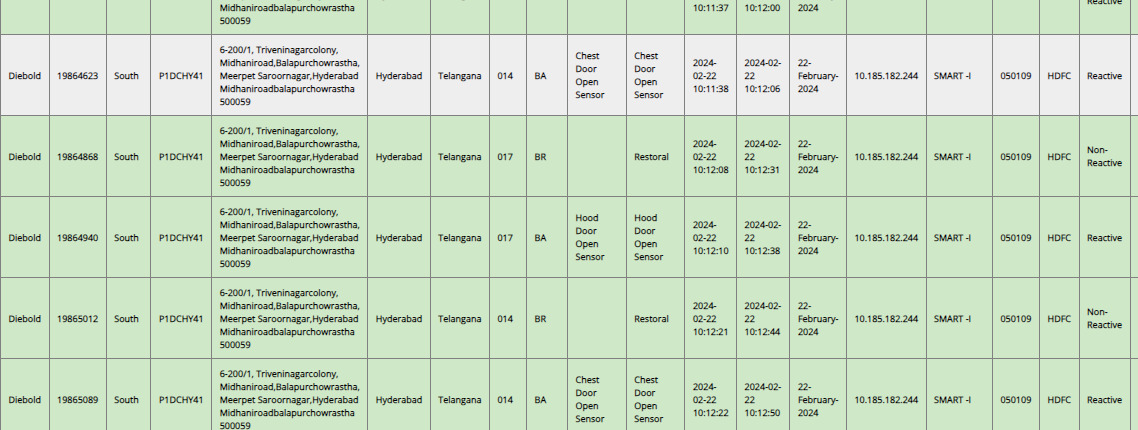 Midhaniroadbalapurchowrastha 10:11:37 10:12:00 2024 Reactive
500059
Diebold 19864623 South P1DCHY41 6-200/1, Triveninagarcolony, Midhaniroad,Balapurchowrastha, Meerpet Saroornagar,Hyderabad Midhaniroadbalapurchowrastha 500059 Hyderabad Telangana 014 BA Chest Door Open Sensor Chest Door Open Sensor 2024-02-22 10:11:38 2024-02-22 10:12:06 22-February-2024 10.185.182.244 SMART -I 050109 HDFC Reactive
Diebold 19864868 South P1DCHY41 6-200/1, Triveninagarcolony, Midhaniroad,Balapurchowrastha, Meerpet Saroornagar,Hyderabad Midhaniroadbalapurchowrastha 500059 Hyderabad Telangana 017 BR Restoral 2024-02-22 10:12:08 2024-02-22 10:12:31 22-February-2024 10.185.182.244 SMART -I 050109 HDFC Non-Reactive
Diebold 19864940 South P1DCHY41 6-200/1, Triveninagarcolony, Midhaniroad,Balapurchowrastha, Meerpet Saroornagar,Hyderabad Midhaniroadbalapurchowrastha 500059 Hyderabad Telangana 017 BA Hood Door Open Sensor Hood Door Open Sensor 2024-02-22 10:12:10 2024-02-22 10:12:38 22-February-2024 10.185.182.244 SMART -I 050109 HDFC Reactive
Diebold 19865012 South P1DCHY41 6-200/1, Triveninagarcolony, Midhaniroad,Balapurchowrastha, Meerpet Saroornagar,Hyderabad Midhaniroadbalapurchowrastha 500059 Hyderabad Telangana 014 BR Restoral 2024-02-22 10:12:21 2024-02-22 10:12:44 22-February-2024 10.185.182.244 SMART -I 050109 HDFC Non-Reactive
Diebold 19865089 South P1DCHY41 6-200/1, Triveninagarcolony, Midhaniroad,Balapurchowrastha, Meerpet Saroornagar,Hyderabad Midhaniroadbalapurchowrastha 500059 Hyderabad Telangana 014 BA Chest Door Open Sensor Chest Door Open Sensor 2024-02-22 10:12:22 2024-02-22 10:12:50 22-February-2024 10.185.182.244 SMART -I 050109 HDFC Reactive